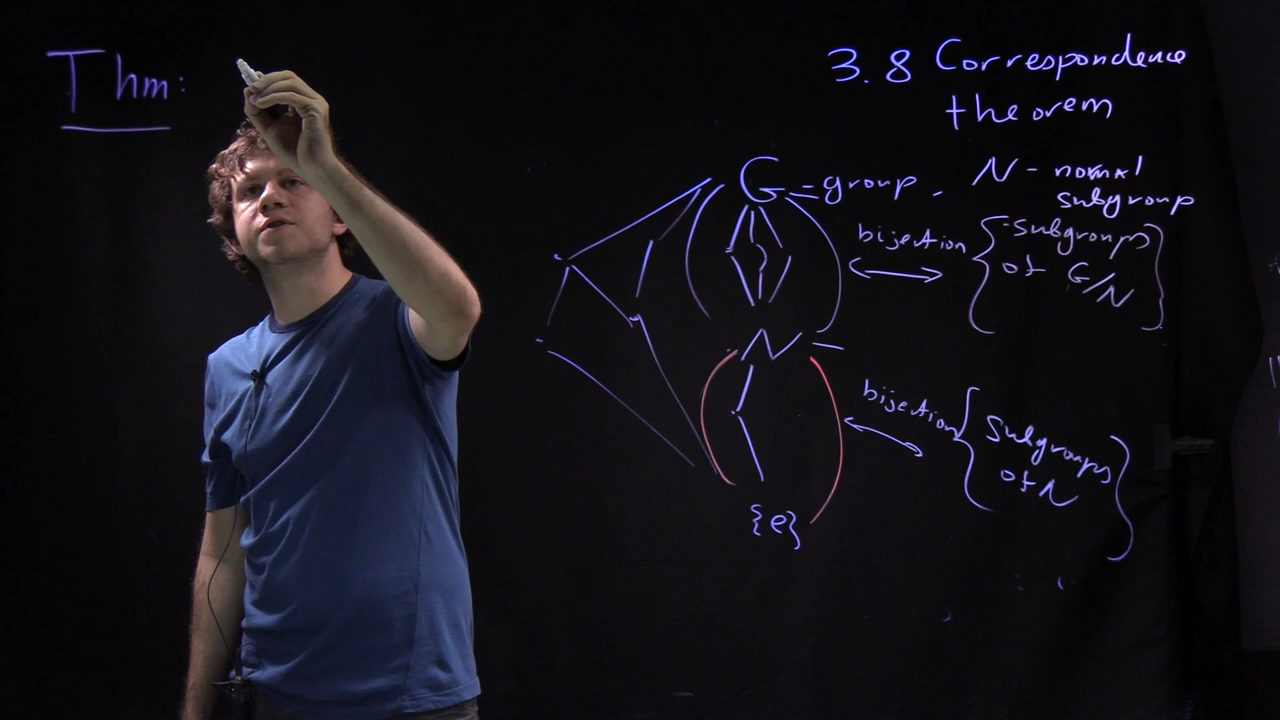 Thm:
3.8 Correspondence
theorem
G - group, N - normal
subgroup
bijection
{-subgroups
of G/N}
N
bijection
{Subgroups
of N}
{e}